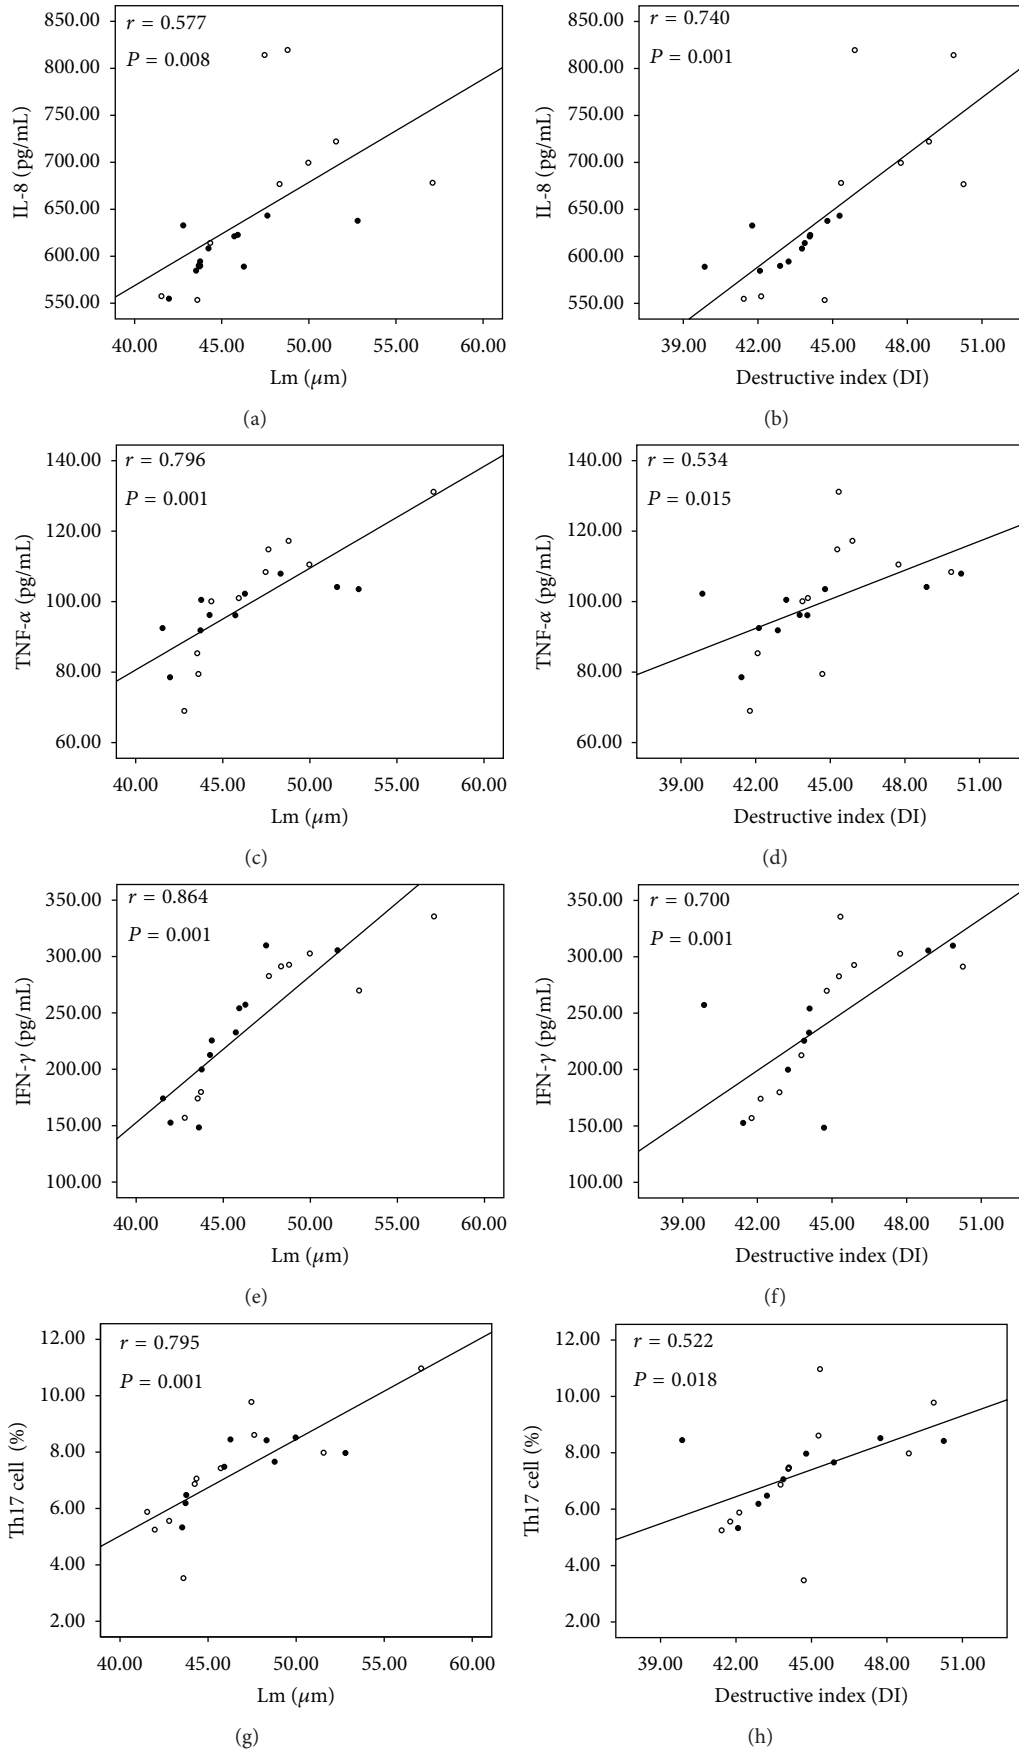 r = 0.577
P = 0.008
850.00
800.00
750.00
700.00
650.00
600.00
550.00
IL-8 (pg/mL)
40.00 45.00 50.00 55.00 60.00
Lm (μm)
(a)
r = 0.740
P = 0.001
850.00
800.00
750.00
700.00
650.00
600.00
550.00
IL-8 (pg/mL)
39.00 42.00 45.00 48.00 51.00
Destructive index (DI)
(b)
r = 0.796
P = 0.001
140.00
120.00
100.00
80.00
60.00
TNF-α (pg/mL)
40.00 45.00 50.00 55.00 60.00
Lm (μm)
(c)
r = 0.534
P = 0.015
140.00
120.00
100.00
80.00
60.00
TNF-α (pg/mL)
39.00 42.00 45.00 48.00 51.00
Destructive index (DI)
(d)
r = 0.864
P = 0.001
350.00
300.00
250.00
200.00
150.00
100.00
IFN-γ (pg/mL)
40.00 45.00 50.00 55.00 60.00
Lm (μm)
(e)
r = 0.700
P = 0.001
350.00
300.00
250.00
200.00
150.00
100.00
IFN-γ (pg/mL)
39.00 42.00 45.00 48.00 51.00
Destructive index (DI)
(f)
r = 0.795
P = 0.001
12.00
10.00
8.00
6.00
4.00
2.00
Th17 cell (%)
40.00 45.00 50.00 55.00 60.00
Lm (μm)
(g)
r = 0.522
P = 0.018
12.00
10.00
8.00
6.00
4.00
2.00
Th17 cell (%)
39.00 42.00 45.00 48.00 51.00
Destructive index (DI)
(h)